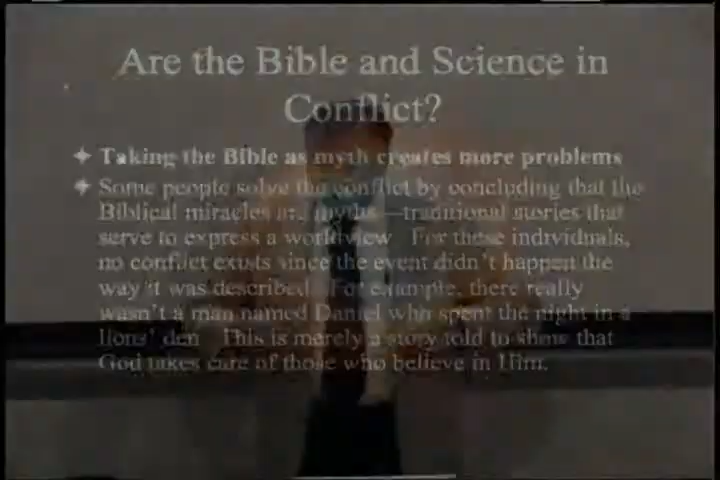 Are the Bible and Science in
Conflict?
Taking the Bible as myth creates more problems
Some people solve the conflict by concluding that the
Biblical miracles are myths—traditional stories that
serve to express a worldview. For these individuals,
no conflict exists since the event didn't happen the
way it was described. For example, there really
wasn't a man named Daniel who spent the night in a
lions' den. This is merely a story told to show that
God takes care of those who believe in Him.